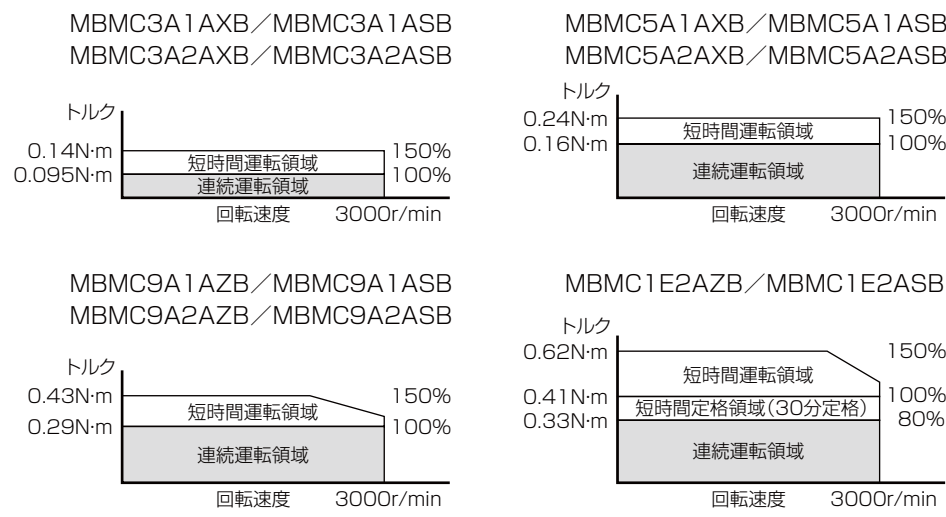 MBMC3A1AXB／MBMC3A1ASB
MBMC3A2AXB／MBMC3A2ASB
トルク
0.14N·m
150%
短時間運転領域
0.095N·m
100%
連続運転領域
回転速度
3000r/min
MBMC5A1AXB／MBMC5A1ASB
MBMC5A2AXB／MBMC5A2ASB
トルク
0.24N·m
150%
短時間運転領域
0.16N·m
100%
連続運転領域
回転速度
3000r/min
MBMC9A1AZB／MBMC9A1ASB
MBMC9A2AZB／MBMC9A2ASB
トルク
0.43N·m
150%
短時間運転領域
0.29N·m
100%
連続運転領域
回転速度
3000r/min
MBMC1E2AZB／MBMC1E2ASB
トルク
0.62N·m
150%
短時間運転領域
0.41N·m
100%
短時間定格領域（30分定格）
0.33N·m
80%
連続運転領域
回転速度
3000r/min